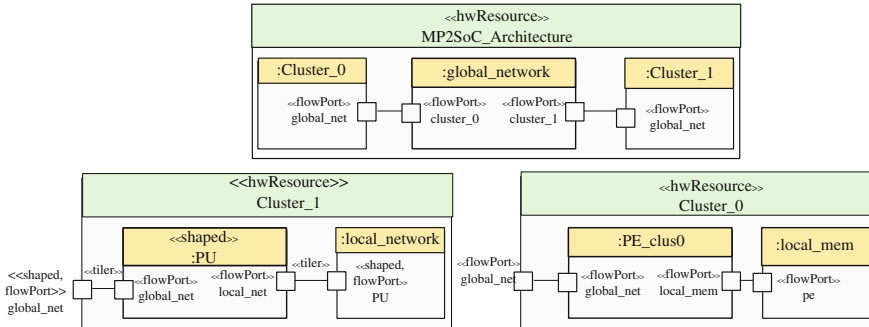 <<hwResource>>
MP2SoC_Architecture
:Cluster_0
:global_network
:Cluster_1
<<flowPort>>
global_net
<<flowPort>>
cluster_0
<<flowPort>>
cluster_1
<<flowPort>>
global_net
<<hwResource>>
Cluster_1
<<shaped>>
:PU
:local_network
<<shaped,
flowPort>>
global_net
<<tiler>>
<<flowPort>>
global_net
<<flowPort>>
local_net
<<tiler>>
<<shaped,
flowPort>>
PU
<<hwResource>>
Cluster_0
:PE_clus0
:local_mem
<<flowPort>>
global_net
<<flowPort>>
global_net
<<flowPort>>
local_mem
<<flowPort>>
pe